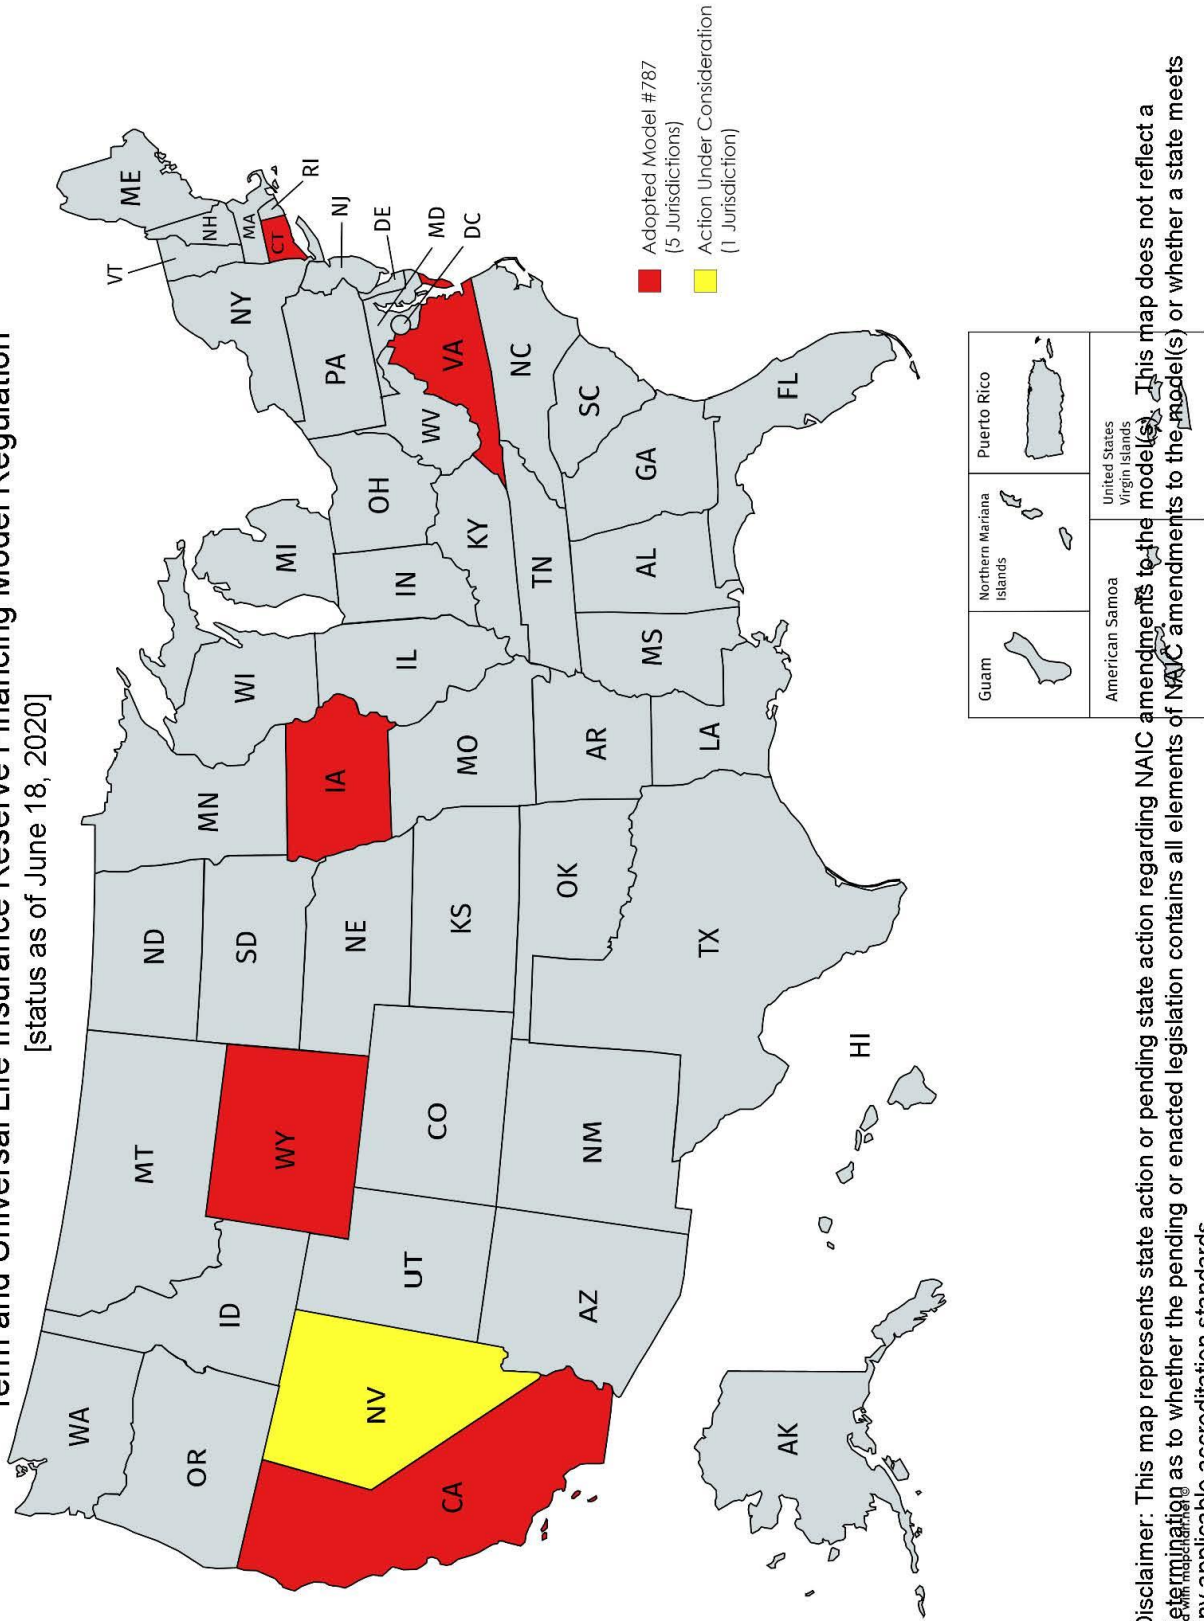 Term and Universal Life Insurance Reserve Financing Model Regulation
[status as of June 18, 2020]
WA
OR
CA
NV
ID
MT
WY
UT
AZ
CO
NM
ND
SD
NE
KS
OK
TX
MN
IA
MO
AR
LA
WI
IL
MI
IN
OH
KY
TN
MS
AL
GA
FL
SC
NC
VA
WV
PA
NY
VT
NH
ME
MA
CT
RI
NJ
DE
MD
DC
AK
HI
Adopted Model #787
(5 Jurisdictions)
Action Under Consideration
(1 Jurisdiction)
Guam
Northern Mariana
Islands
Puerto Rico
American Samoa
United States
Virgin Islands
Disclaimer: This map represents state action or pending state action regarding NAIC amendments to the model(s). This map does not reflect a
determination as to whether the pending or enacted legislation contains all elements of NAIC amendments to the model(s) or whether a state meets
any applicable accreditation standards
with mapchart.net ©